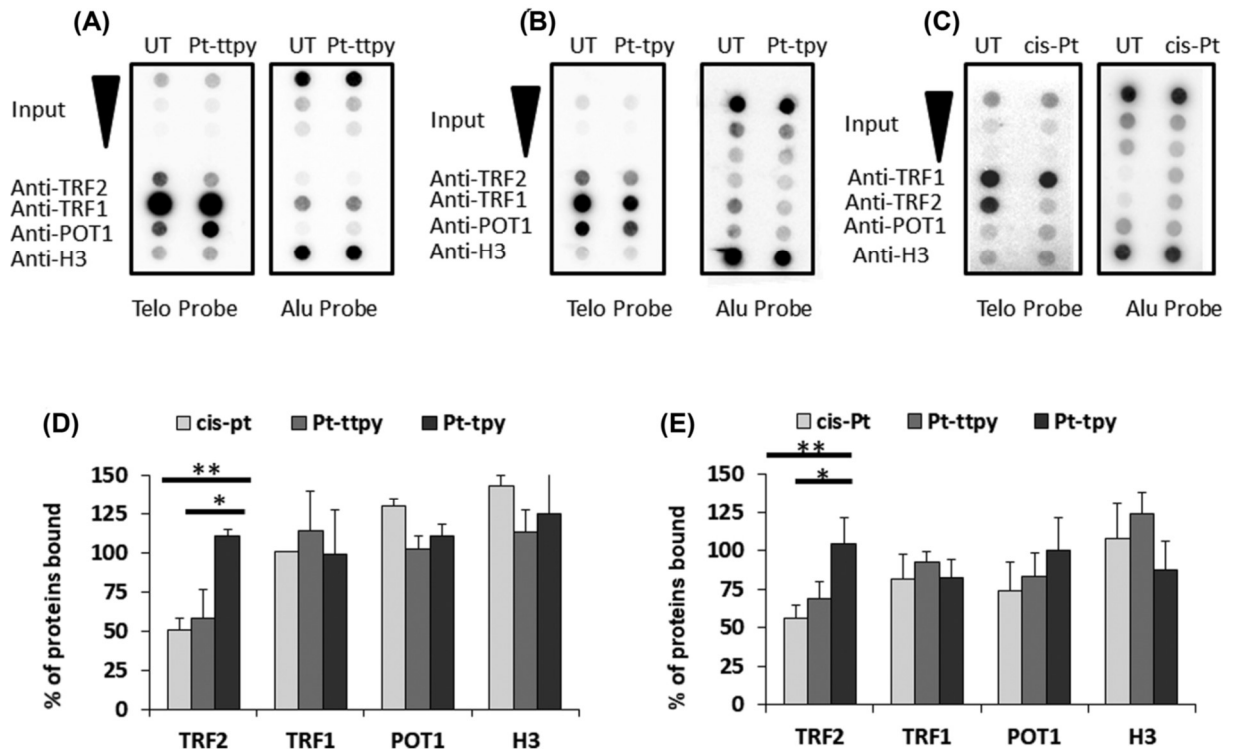 (A)
UT Pt-ttpy UT Pt-ttpy
Input
Anti-TRF2
Anti-TRF1
Anti-POT1
Anti-H3
Telo Probe Alu Probe
(B)
UT Pt-tpy UT Pt-tpy
Input
Anti-TRF2
Anti-TRF1
Anti-POT1
Anti-H3
Telo Probe Alu Probe
(C)
UT cis-Pt UT cis-Pt
Input
Anti-TRF1
Anti-TRF2
Anti-POT1
Anti-H3
Telo Probe Alu Probe
(D)
cis-pt Pt-ttpy Pt-tpy
% of proteins bound
150
125
100
75
50
25
0
**
*
TRF2 TRF1 POT1 H3
(E)
cis-Pt Pt-ttpy Pt-tpy
% of proteins bound
150
125
100
75
50
25
0
**
*
TRF2 TRF1 POT1 H3